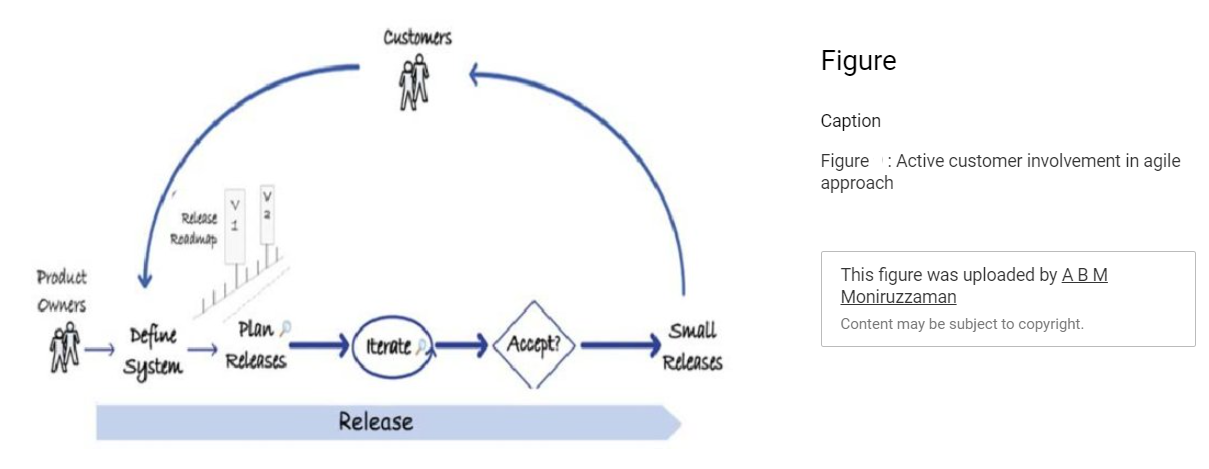 Customers
Release
Roadmap
V
1
V
2
Product
Owners
Define
System
Plan
Releases
Iterate
Accept?
Small
Releases
Release
Figure
Caption
Figure : Active customer involvement in agile
approach
This figure was uploaded by A B M
Moniruzzaman
Content may be subject to copyright.